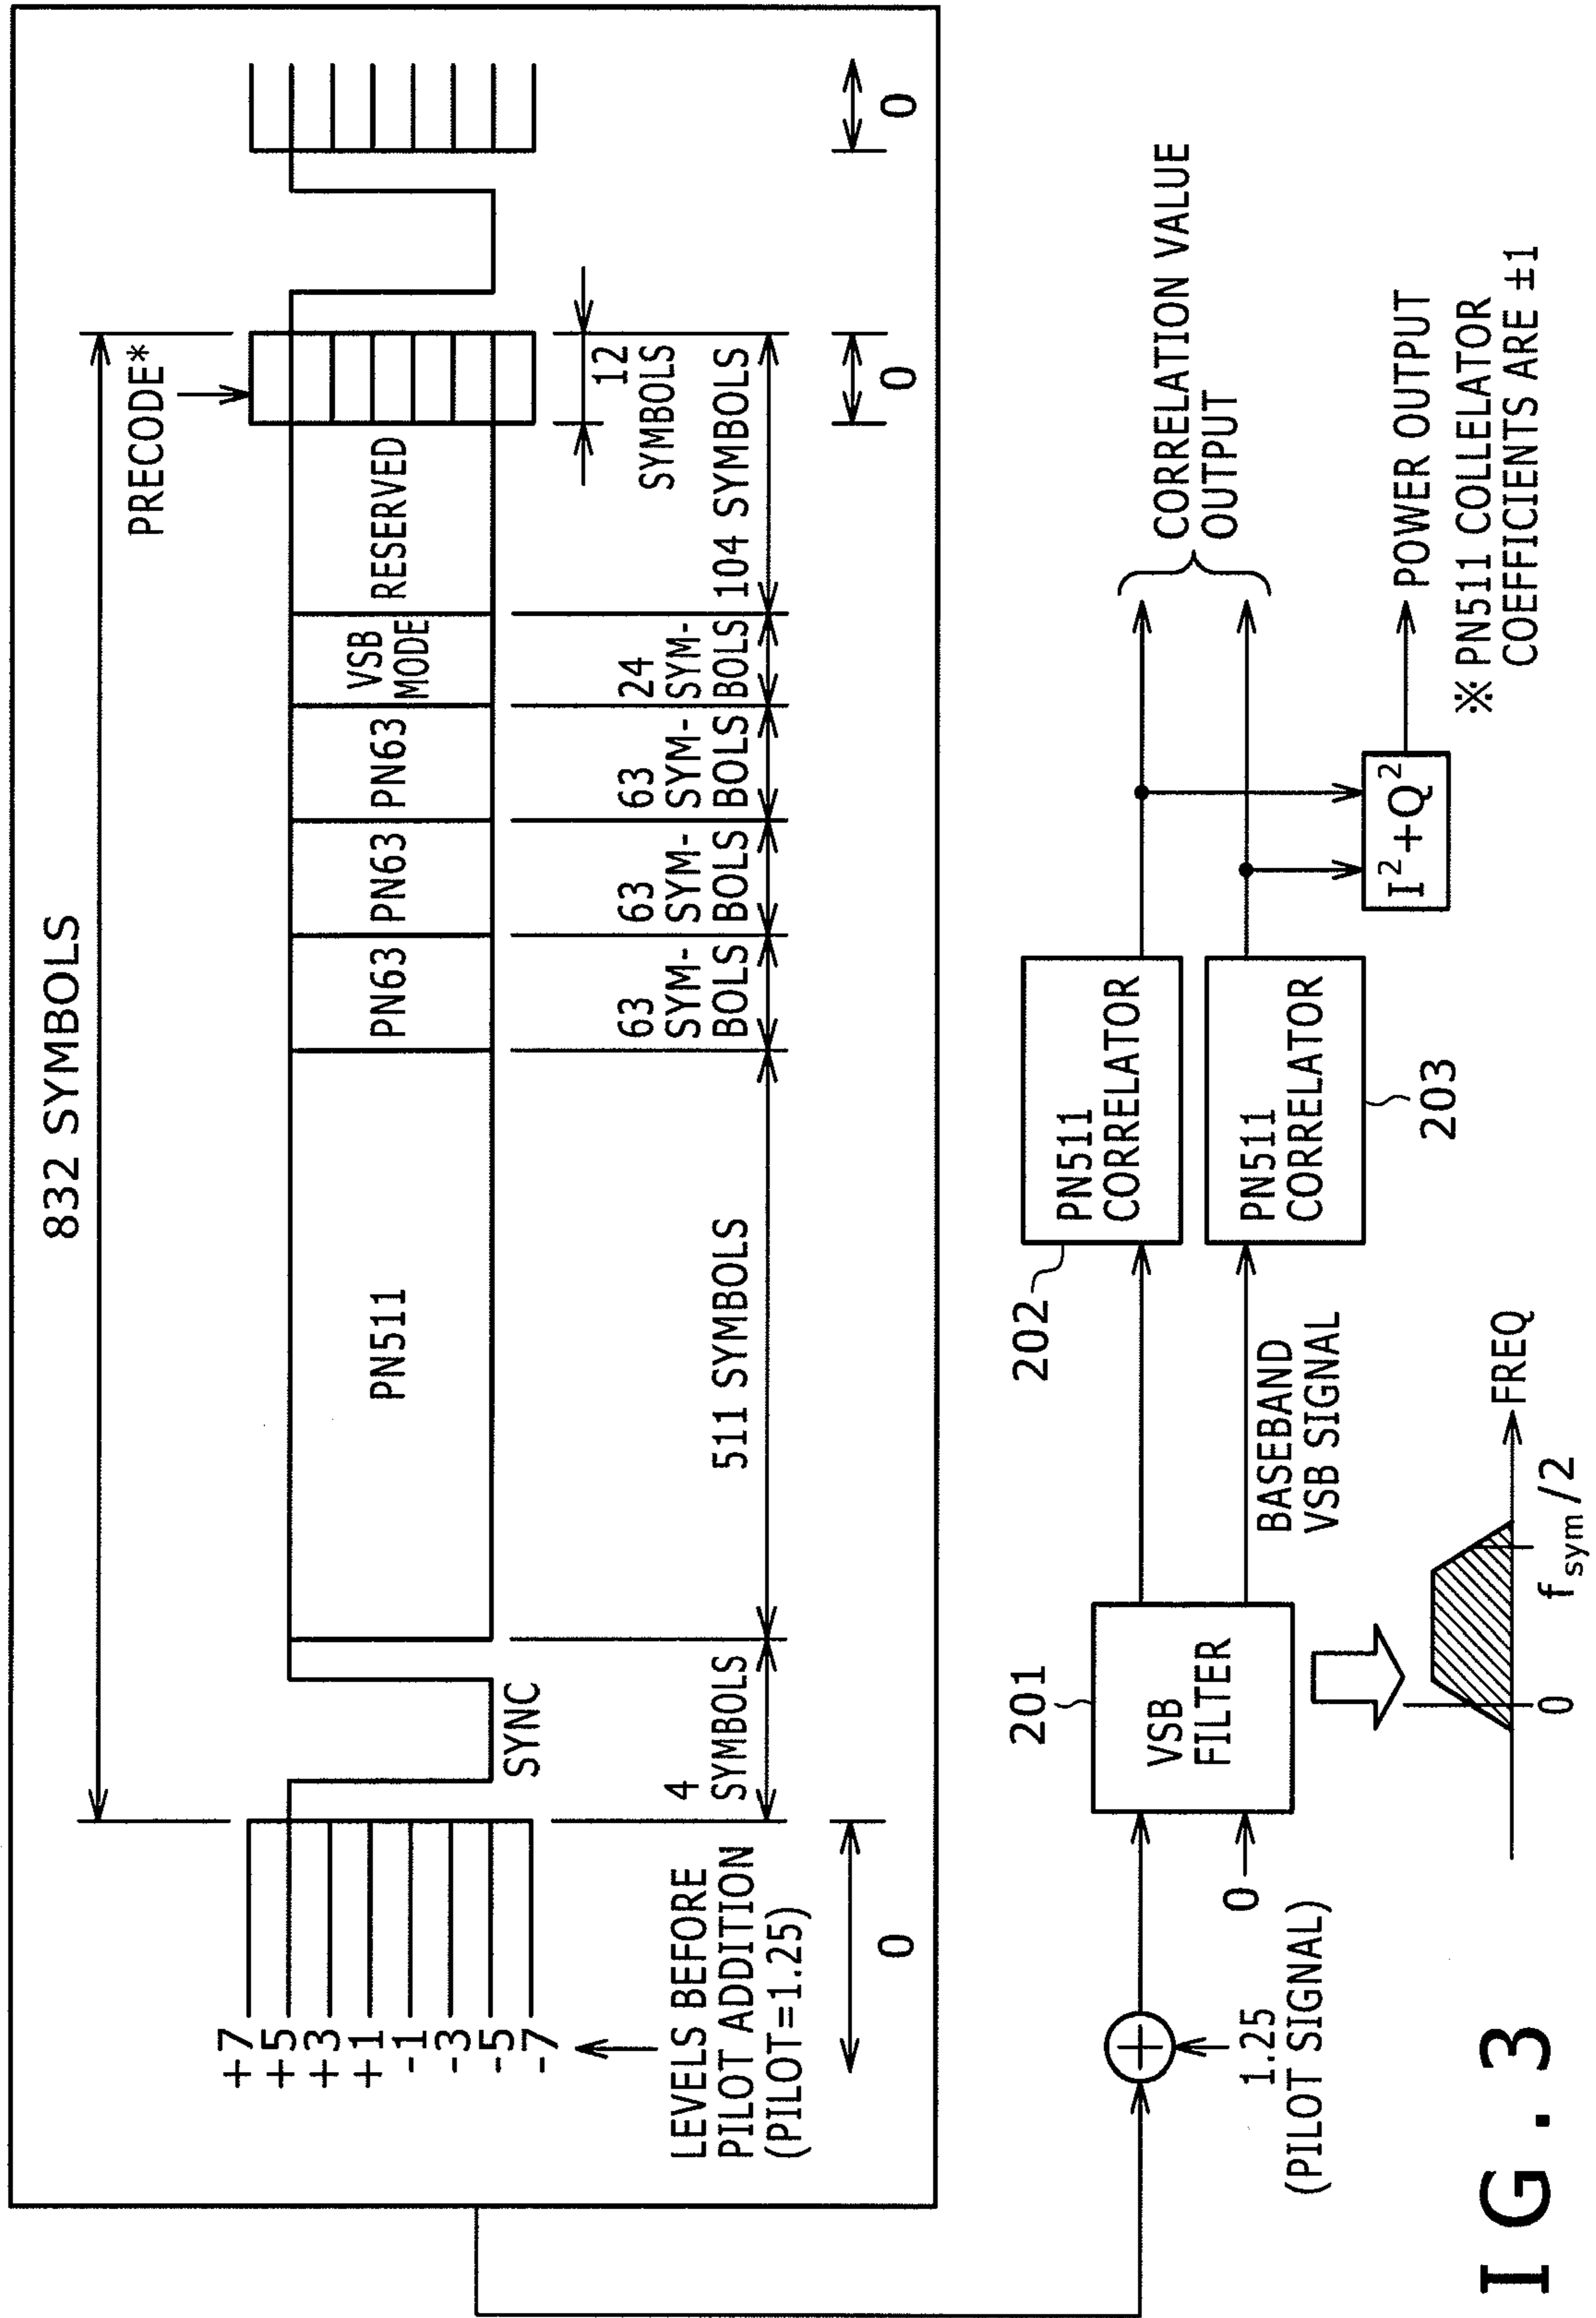 832 SYMBOLS
PRECODE*
+7
+5
+3
+1
-1
-3
-5
-7
SYNC
PN511
PN63
PN63
PN63
VSB
MODE
RESERVED
LEVELS BEFORE
PILOT ADDITION
(PILOT=1.25)
4
SYMBOLS
511 SYMBOLS
63
SYM-
BOLS
63
SYM-
BOLS
63
SYM-
BOLS
24
SYM-
BOLS
104 SYMBOLS
12
SYMBOLS
0
0
0
1.25
(PILOT SIGNAL)
0
201
VSB
FILTER
BASEBAND
VSB SIGNAL
202
PN511
CORRELATOR
PN511
CORRELATOR
203
CORRELATION VALUE
OUTPUT
I²+Q²
POWER OUTPUT
※ PN511 COLLELATOR
COEFFICIENTS ARE ±1
0
fsym/2
FREQ
IG.3